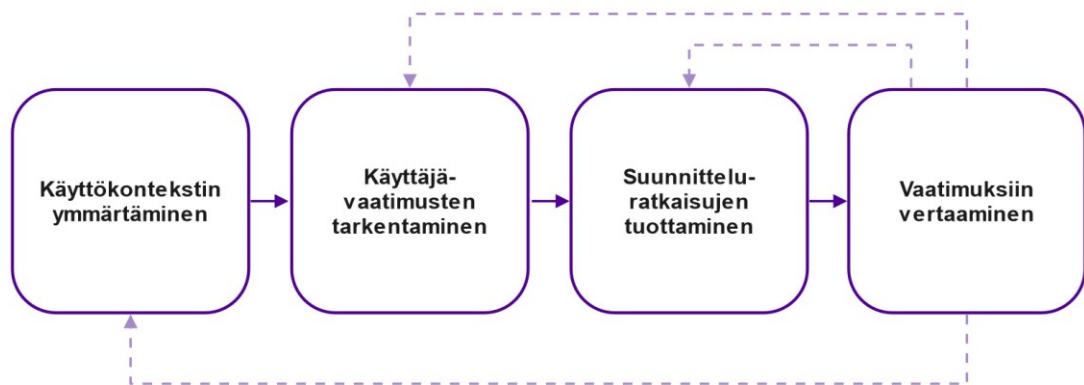 Käyttökontekstin
ymmärtäminen
Käyttäjä-
vaatimusten
tarkentaminen
Suunnittelu-
ratkaisujen
tuottaminen
Vaatimuksiin
vertaaminen